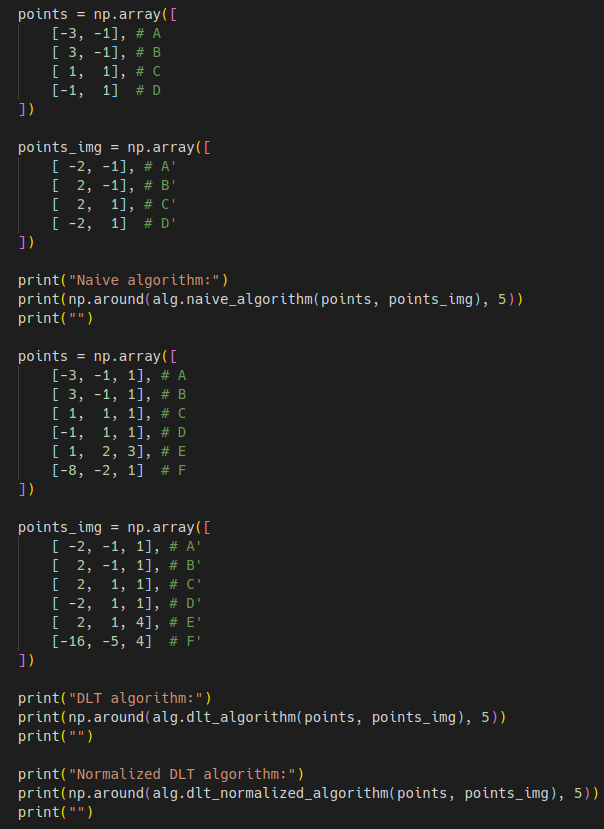 points = np.array([
    [-3, -1], # A
    [ 3, -1], # B
    [ 1,  1], # C
    [-1,  1]  # D
])

points_img = np.array([
    [ -2, -1], # A'
    [  2, -1], # B'
    [  2,  1], # C'
    [ -2,  1]  # D'
])

print("Naive algorithm:")
print(np.around(alg.naive_algorithm(points, points_img), 5))
print("")

points = np.array([
    [-3, -1, 1], # A
    [ 3, -1, 1], # B
    [ 1,  1, 1], # C
    [-1,  1, 1], # D
    [ 1,  2, 3], # E
    [-8, -2, 1]  # F
])

points_img = np.array([
    [ -2, -1, 1], # A'
    [  2, -1, 1], # B'
    [  2,  1, 1], # C'
    [ -2,  1, 1], # D'
    [  2,  1, 4], # E'
    [-16, -5, 4]  # F'
])

print("DLT algorithm:")
print(np.around(alg.dlt_algorithm(points, points_img), 5))
print("")

print("Normalized DLT algorithm:")
print(np.around(alg.dlt_normalized_algorithm(points, points_img), 5))
print("")